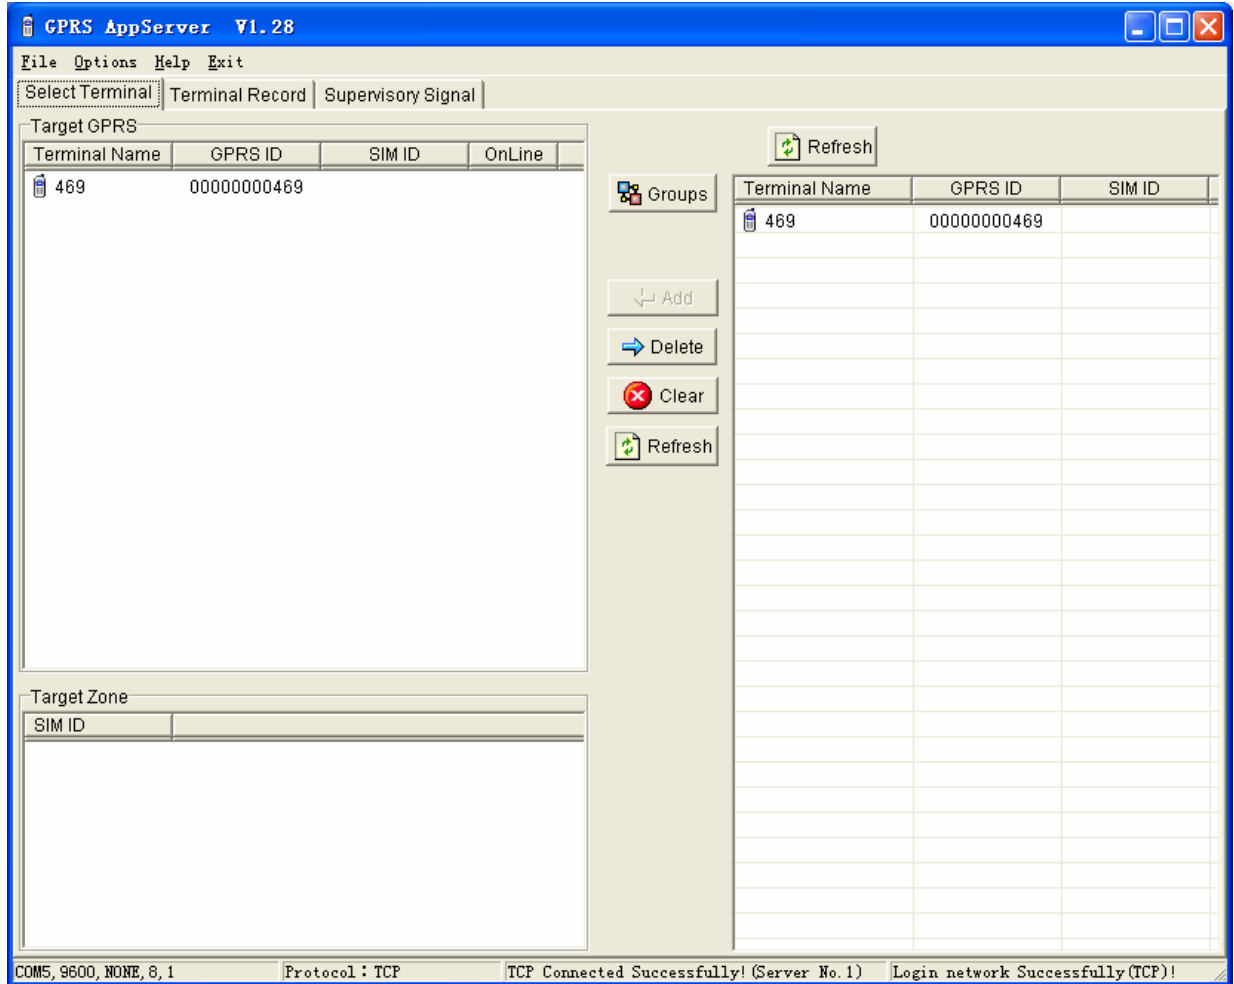 GPRS AppServer V1.28
File Options Help Exit
Select Terminal Terminal Record Supervisory Signal
Target GPRS
Terminal Name GPRS ID SIM ID OnLine
469 00000000469
Refresh
Groups
Terminal Name GPRS ID SIM ID
469 00000000469
Add
Delete
Clear
Refresh
Target Zone
SIM ID
COM5, 9600, NONE, 8, 1 Protocol：TCP TCP Connected Successfully! (Server No. 1) Login network Successfully(TCP)!